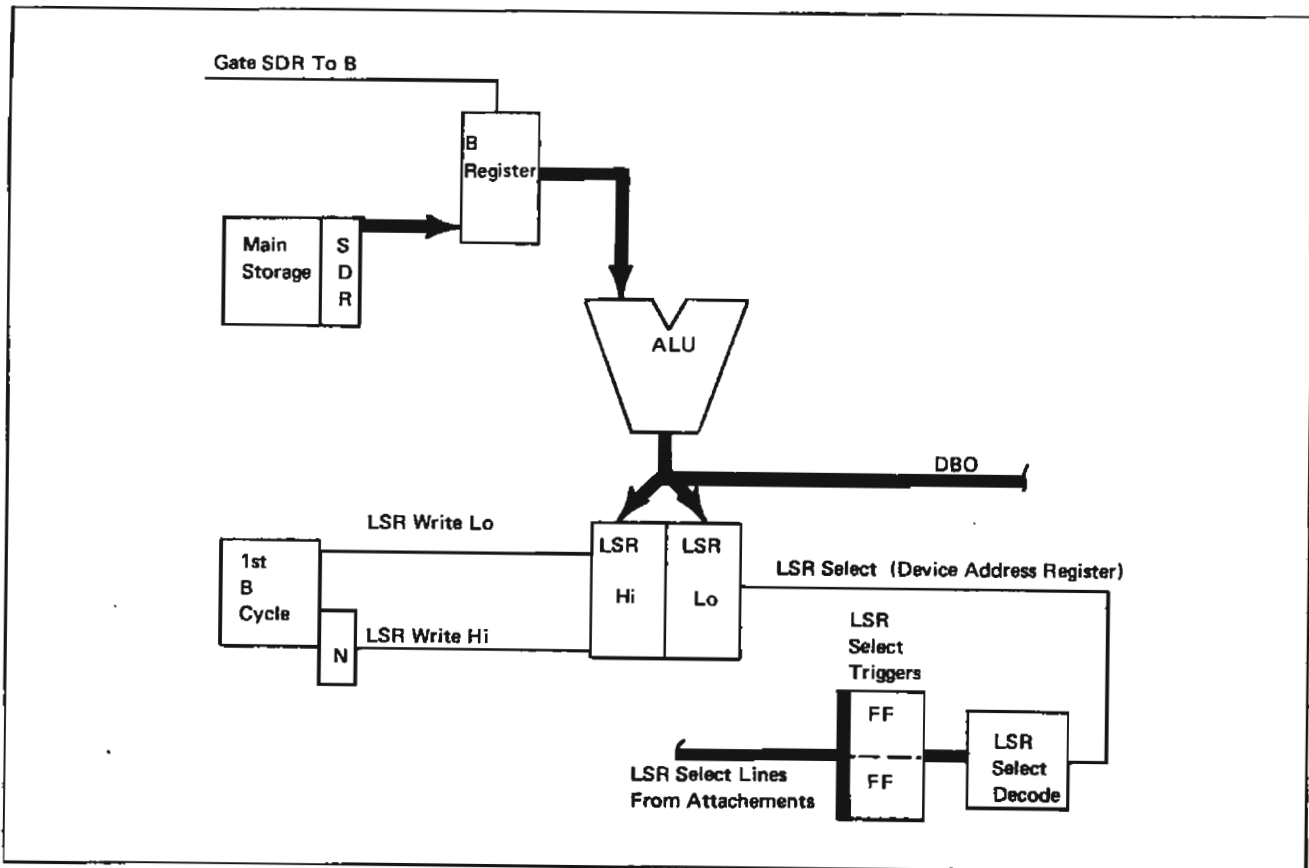 Gate SDR To B
B
Register
Main
Storage
S
D
R
ALU
DBO
LSR Write Lo
1st
B
Cycle
N
LSR Write Hi
LSR
Hi
LSR
Lo
LSR Select (Device Address Register)
LSR
Select
Triggers
FF
FF
LSR
Select
Decode
LSR Select Lines
From Attachements